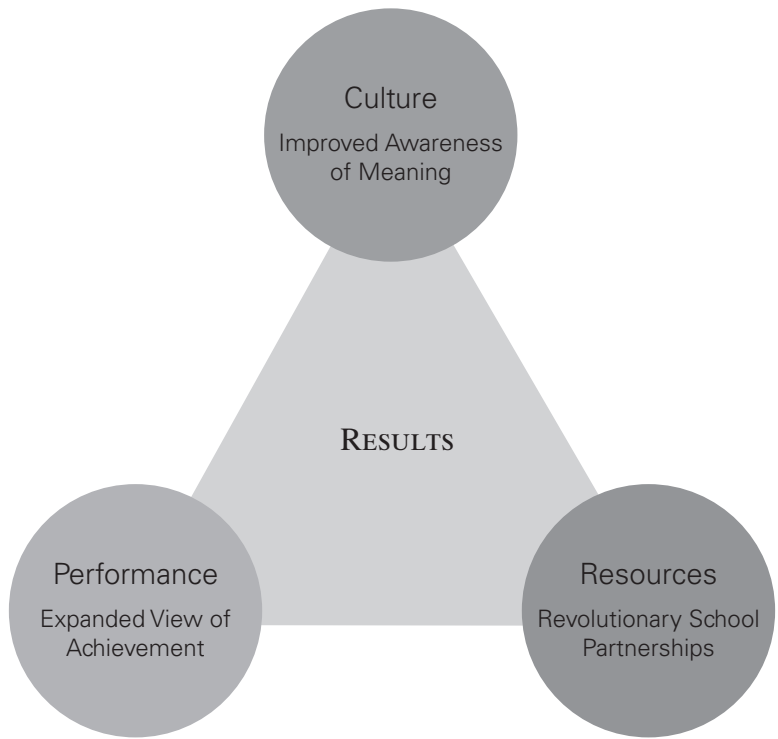 Culture
Improved Awareness
of Meaning
RESULTS
Performance
Expanded View of
Achievement
Resources
Revolutionary School
Partnerships